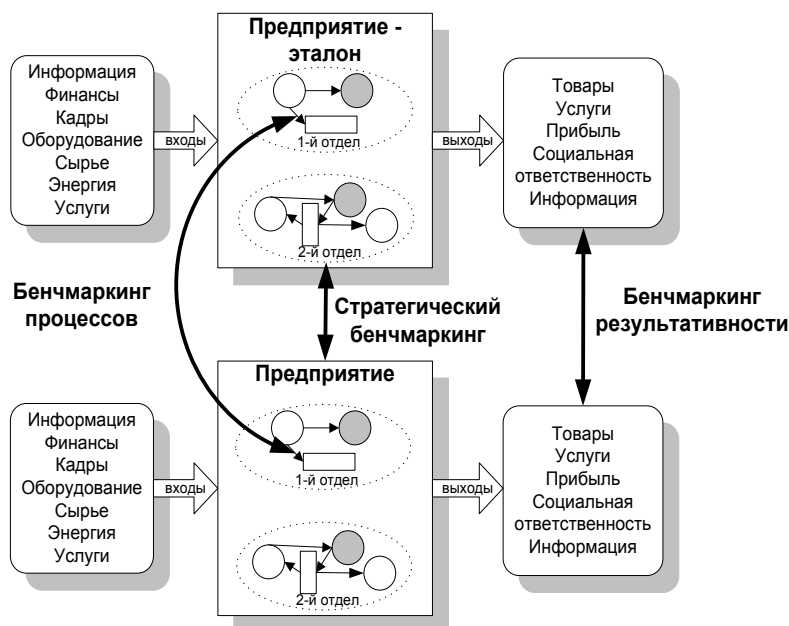 Предприятие -
эталон
Информация
Финансы
Кадры
Оборудование
Сырье
Энергия
Услуги
входы
1-й отдел
2-й отдел
выходы
Товары
Услуги
Прибыль
Социальная
ответственность
Информация
Бенчмаркинг
процессов
Стратегический
бенчмаркинг
Бенчмаркинг
результативности
Предприятие
Информация
Финансы
Кадры
Оборудование
Сырье
Энергия
Услуги
входы
1-й отдел
2-й отдел
выходы
Товары
Услуги
Прибыль
Социальная
ответственность
Информация